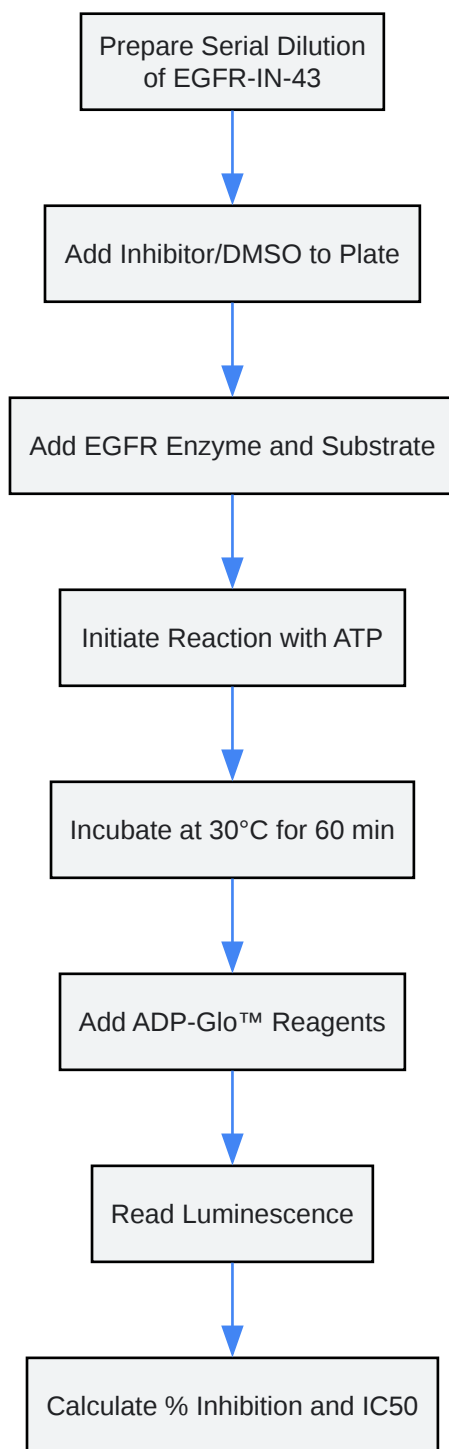 Prepare Serial Dilution
of EGFR-IN-43
Add Inhibitor/DMSO to Plate
Add EGFR Enzyme and Substrate
Initiate Reaction with ATP
Incubate at 30°C for 60 min
Add ADP-Glo™ Reagents
Read Luminescence
Calculate % Inhibition and IC50